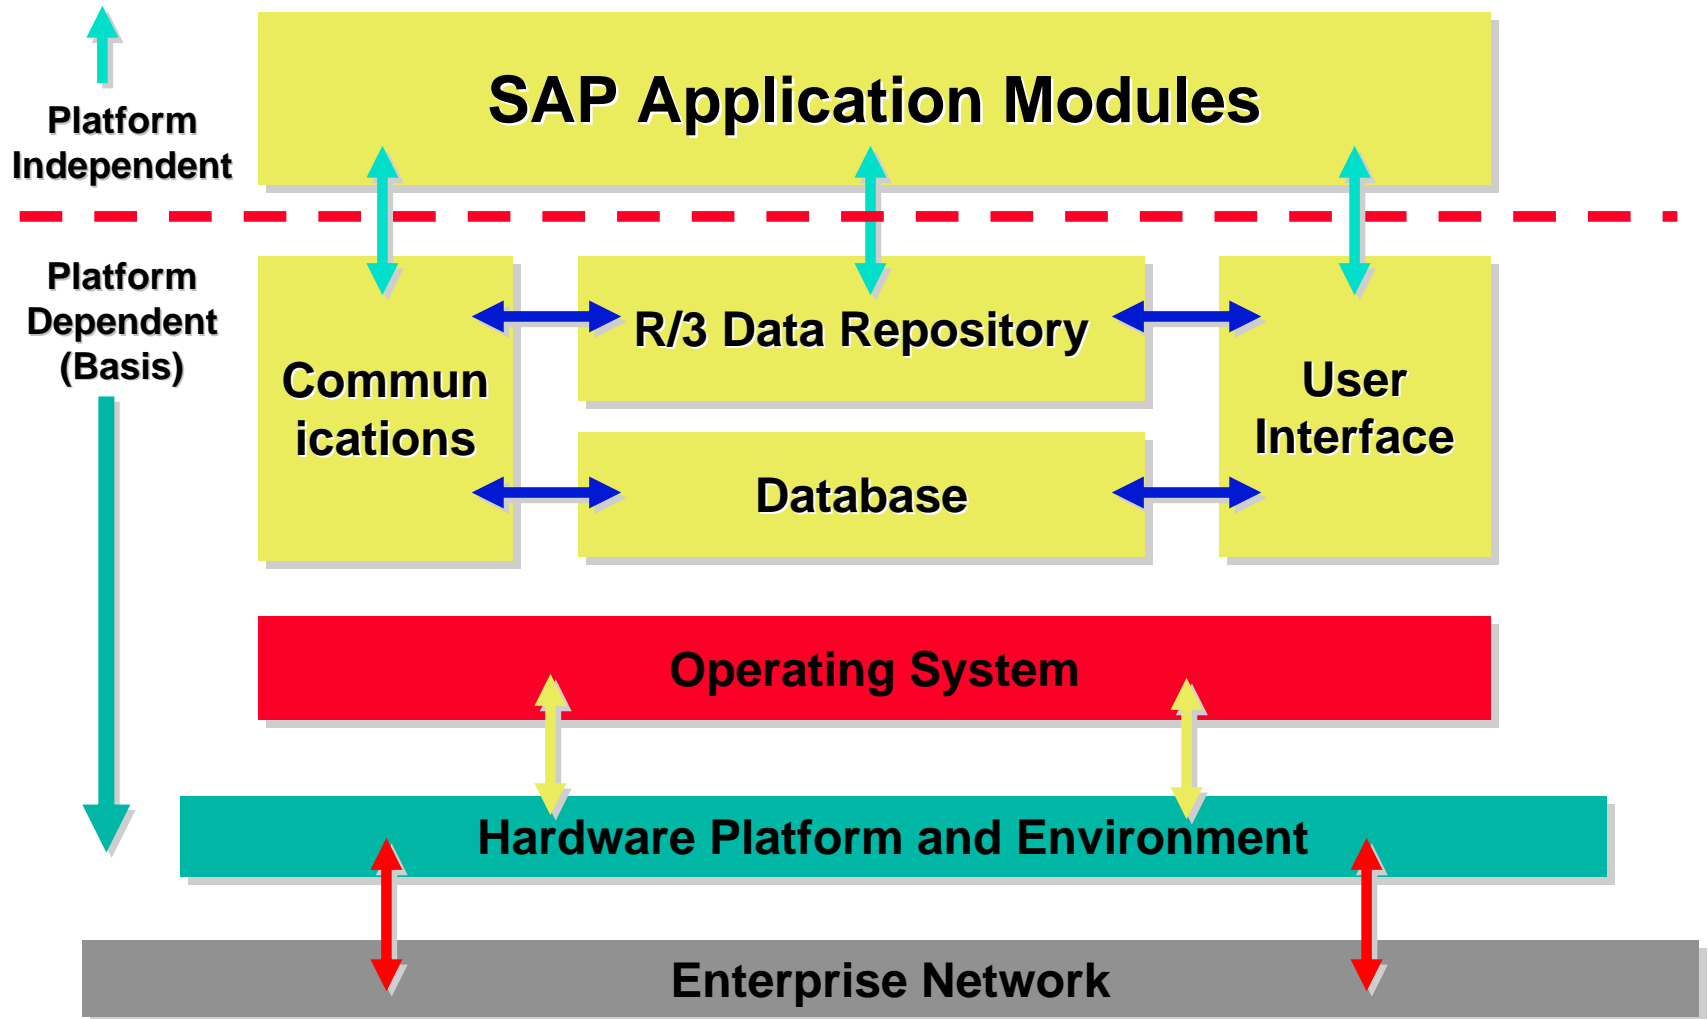 SAP Application Modules
Platform
Independent
Platform
Dependent
(Basis)
Commun
ications
R/3 Data Repository
Database
User
Interface
Operating System
Hardware Platform and Environment
Enterprise Network